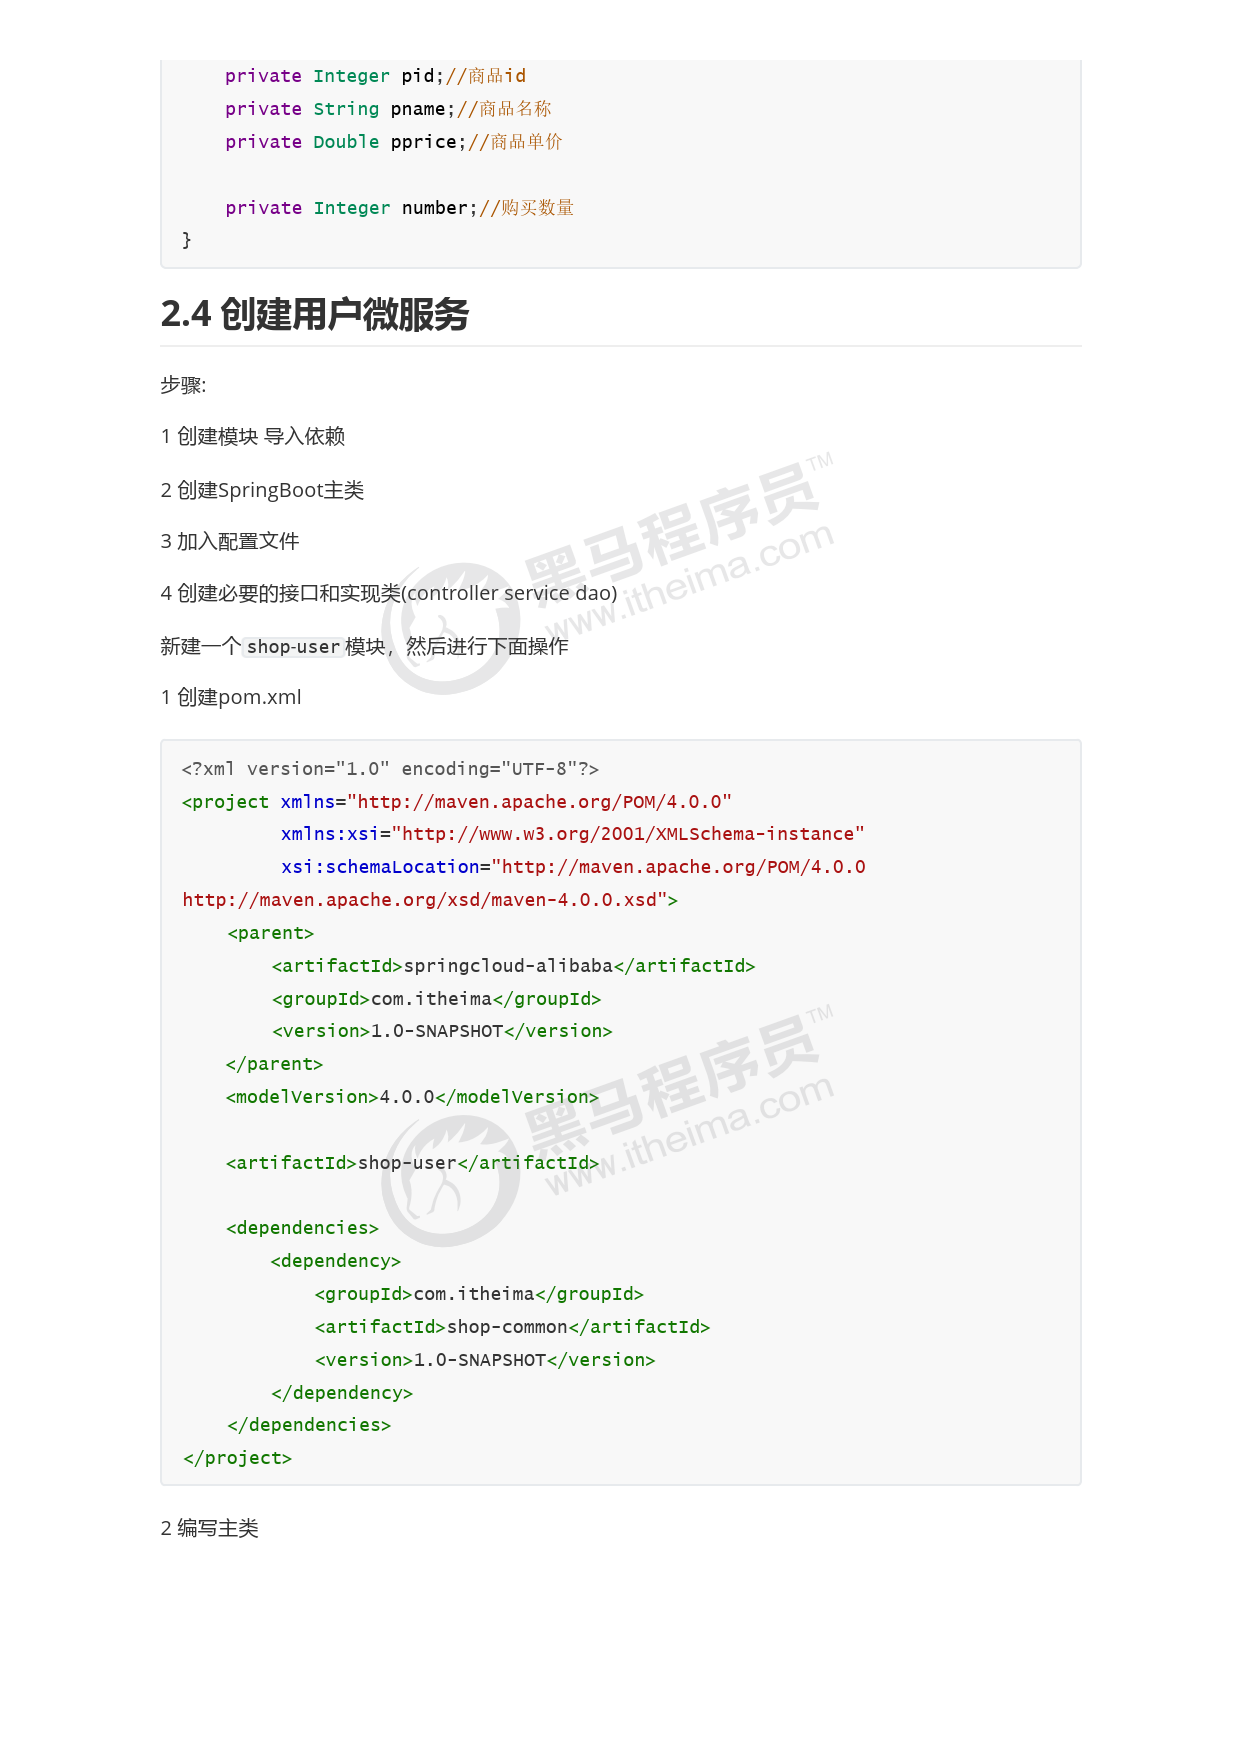 private Integer pid;//商品id
    private String pname;//商品名称
    private Double pprice;//商品单价
    private Integer number;//购买数量
}
2.4 创建用户微服务
步骤:
1 创建模块 导入依赖
2 创建SpringBoot主类
3 加入配置文件
4 创建必要的接口和实现类(controller service dao)
新建一个 shop-user 模块，然后进行下面操作
1 创建pom.xml
<?xml version="1.0" encoding="UTF-8"?>
<project xmlns="http://maven.apache.org/POM/4.0.0"
         xmlns:xsi="http://www.w3.org/2001/XMLSchema-instance"
         xsi:schemaLocation="http://maven.apache.org/POM/4.0.0
http://maven.apache.org/xsd/maven-4.0.0.xsd">
    <parent>
        <artifactId>springcloud-alibaba</artifactId>
        <groupId>com.itheima</groupId>
        <version>1.0-SNAPSHOT</version>
    </parent>
    <modelVersion>4.0.0</modelVersion>
    <artifactId>shop-user</artifactId>
    <dependencies>
        <dependency>
            <groupId>com.itheima</groupId>
            <artifactId>shop-common</artifactId>
            <version>1.0-SNAPSHOT</version>
        </dependency>
    </dependencies>
</project>
2 编写主类
黑马程序员™
www.itheima.com
黑马程序员™
www.itheima.com